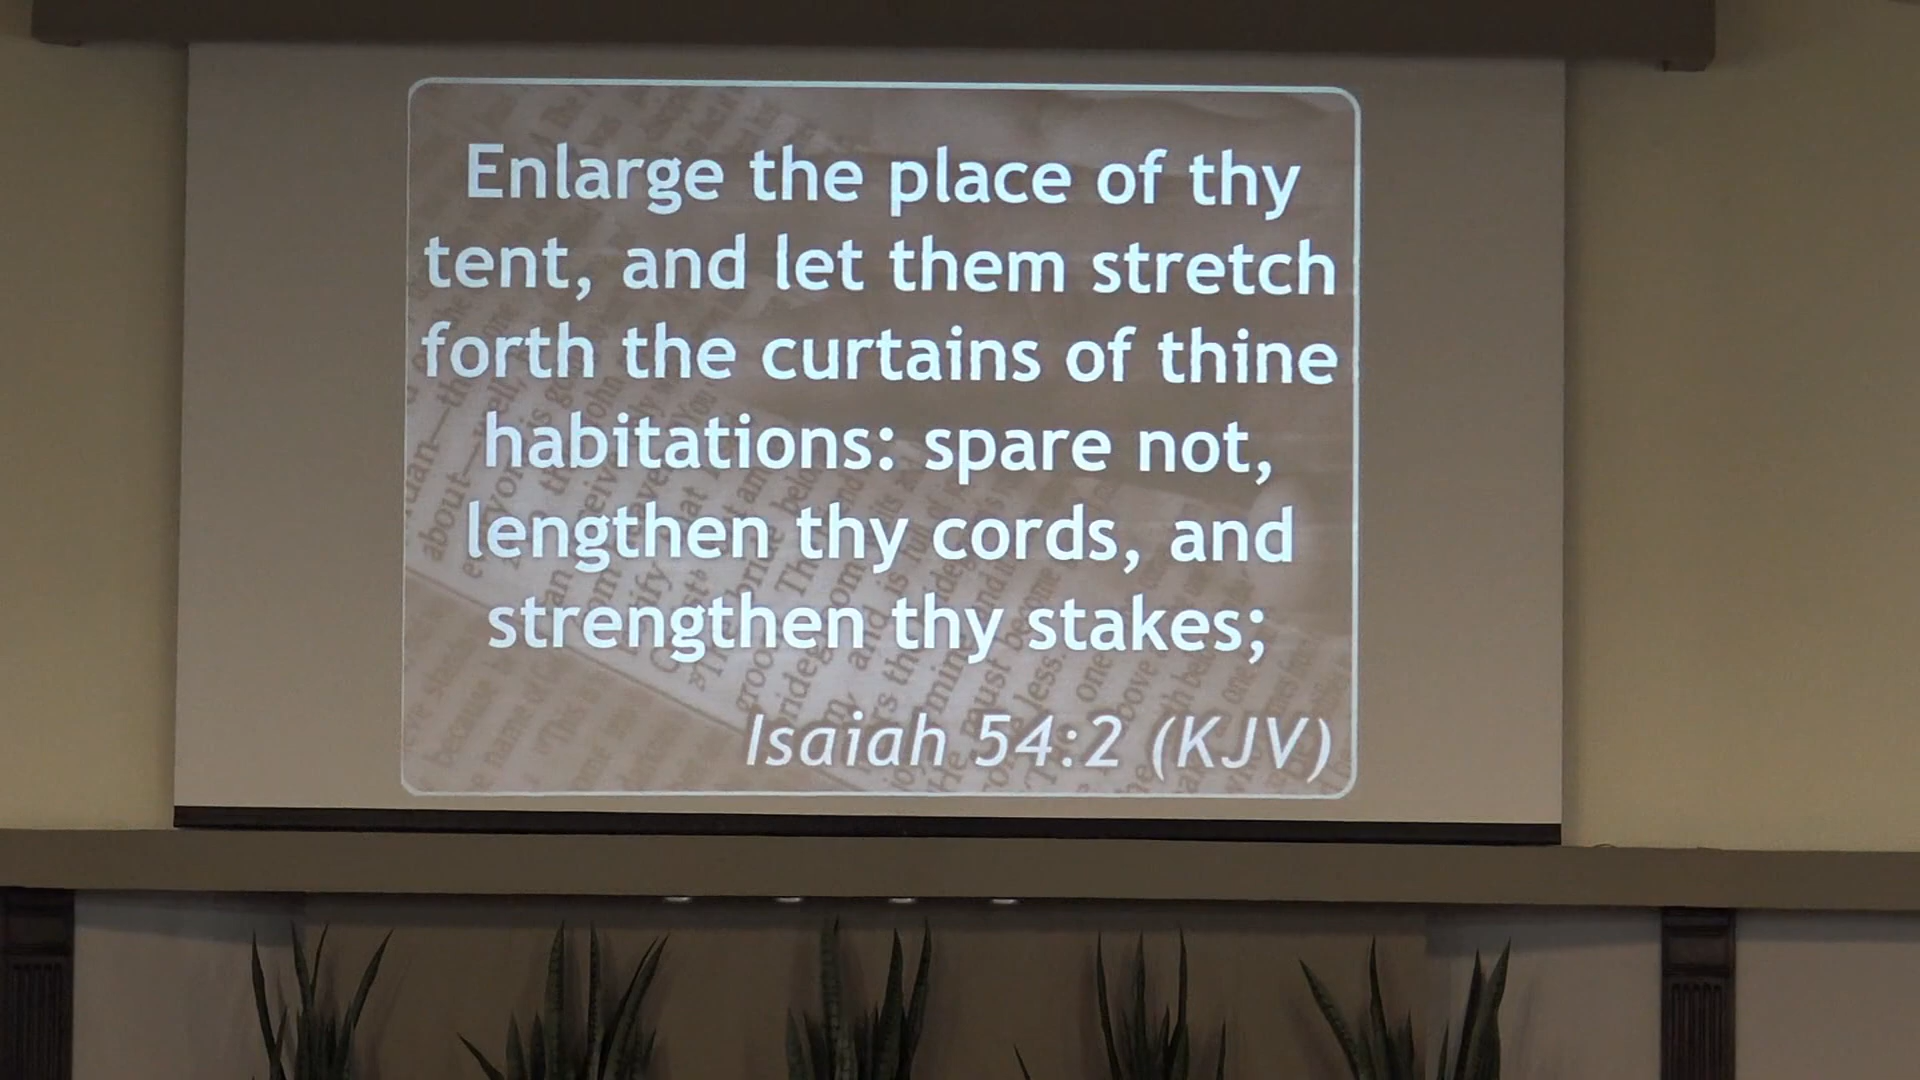 Enlarge the place of thy
tent, and let them stretch
forth the curtains of thine
habitations: spare not,
lengthen thy cords, and
strengthen thy stakes;
Isaiah 54:2 (KJV)